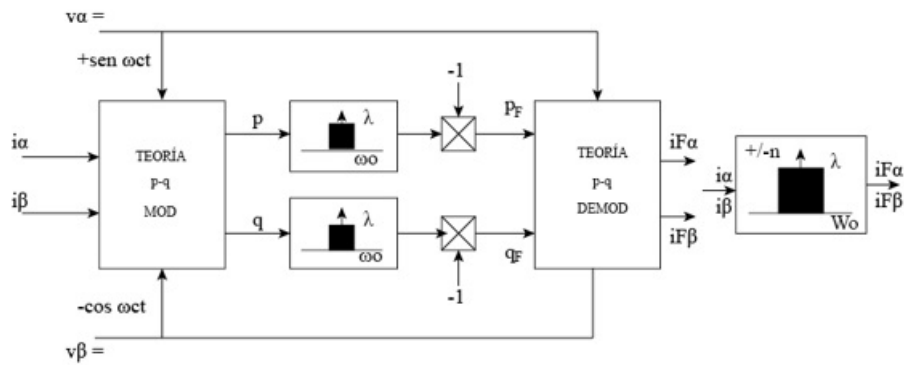 vα =
+sen ωct
-1
p
λ
ωo
pF
iα
iβ
TEORÍA
p-q
MOD
TEORÍA
p-q
DEMOD
iFα
iFβ
+/-n
λ
Wo
iα
iβ
iFα
iFβ
q
λ
ωo
qF
-1
-cos ωct
vβ =